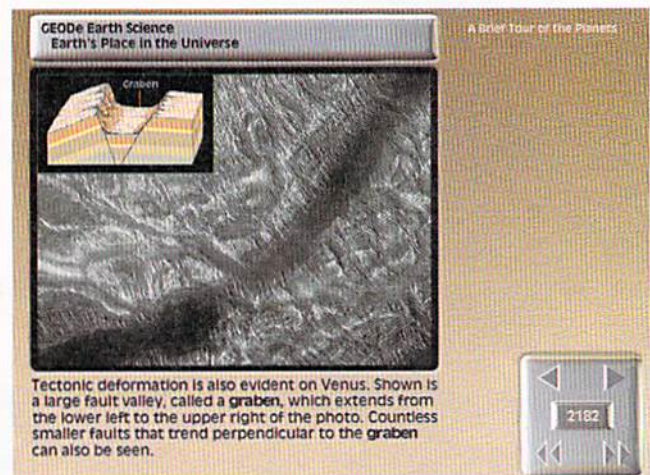 GEODe Earth Science
Earth's Place in the Universe
A Brief Tour of the Planets
Graben
Tectonic deformation is also evident on Venus. Shown is
a large fault valley, called a graben, which extends from
the lower left to the upper right of the photo. Countless
smaller faults that trend perpendicular to the graben
can also be seen.
2182